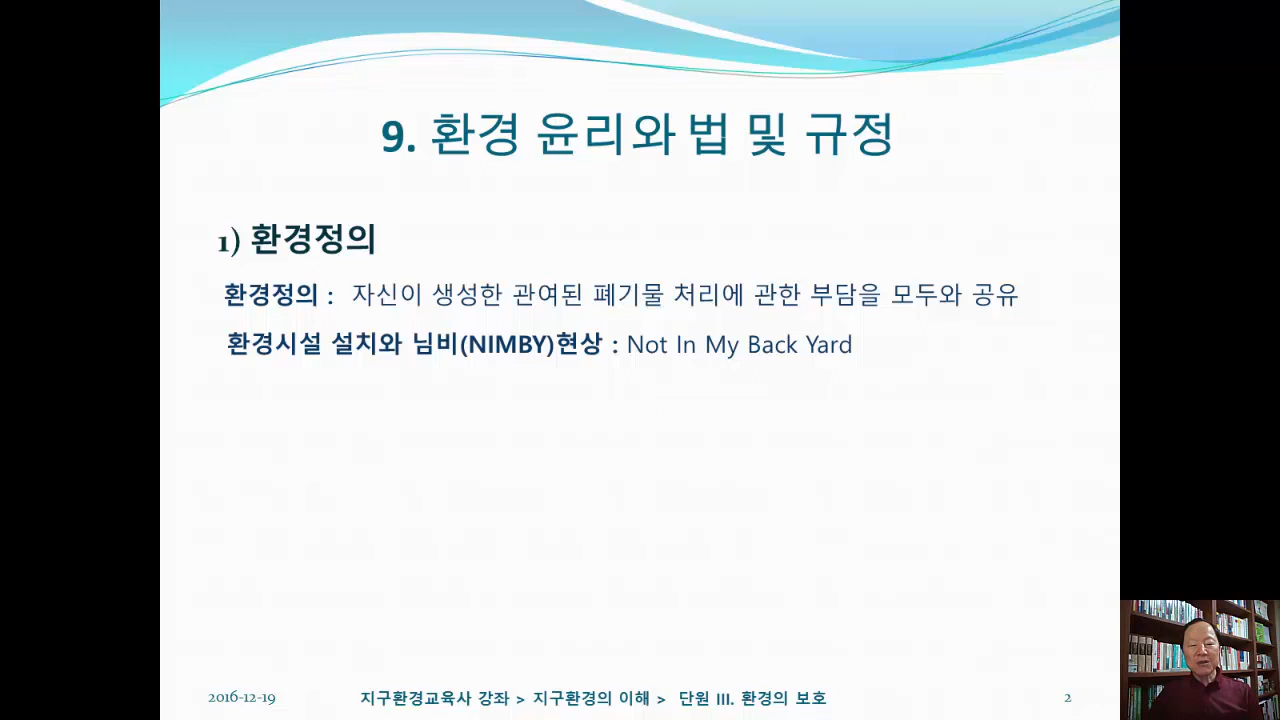 9. 환경 윤리와 법 및 규정
1) 환경정의
환경정의 : 자신이 생성한 관여된 폐기물 처리에 관한 부담을 모두와 공유
환경시설 설치와 님비(NIMBY)현상 : Not In My Back Yard
2016-12-19
지구환경교육사 강좌 > 지구환경의 이해 > 단원 III. 환경의 보호
2